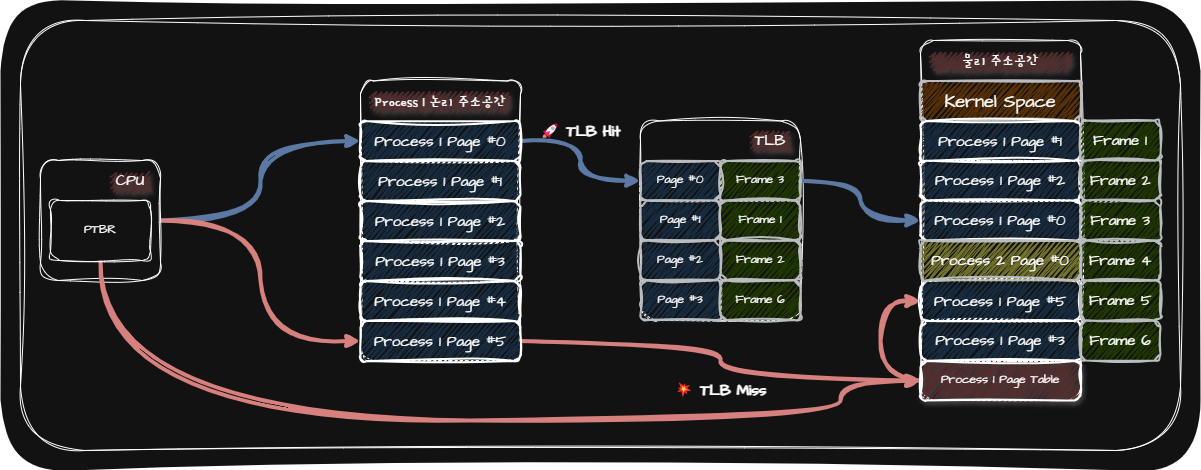 CPU
PTBR
Process 1 논리 주소공간
Process 1 Page #0
Process 1 Page #1
Process 1 Page #2
Process 1 Page #3
Process 1 Page #4
Process 1 Page #5
🚀 TLB Hit
💥 TLB Miss
TLB
Page #0 Frame 3
Page #1 Frame 1
Page #2 Frame 2
Page #3 Frame 6
물리 주소공간
Kernel Space
Process 1 Page #1 Frame 1
Process 1 Page #2 Frame 2
Process 1 Page #0 Frame 3
Process 2 Page #0 Frame 4
Process 1 Page #5 Frame 5
Process 1 Page #3 Frame 6
Process 1 Page Table